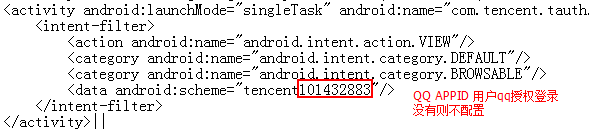 <activity android:launchMode="singleTask" android:name="com.tencent.tauth.
<intent-filter>
<action android:name="android.intent.action.VIEW"/>
<category android:name="android.intent.category.DEFAULT"/>
<category android:name="android.intent.category.BROWSABLE"/>
<data android:scheme="tencent101432883"/>
QQ APPID 用户qq授权登录
没有则不配置
</intent-filter>
</activity>